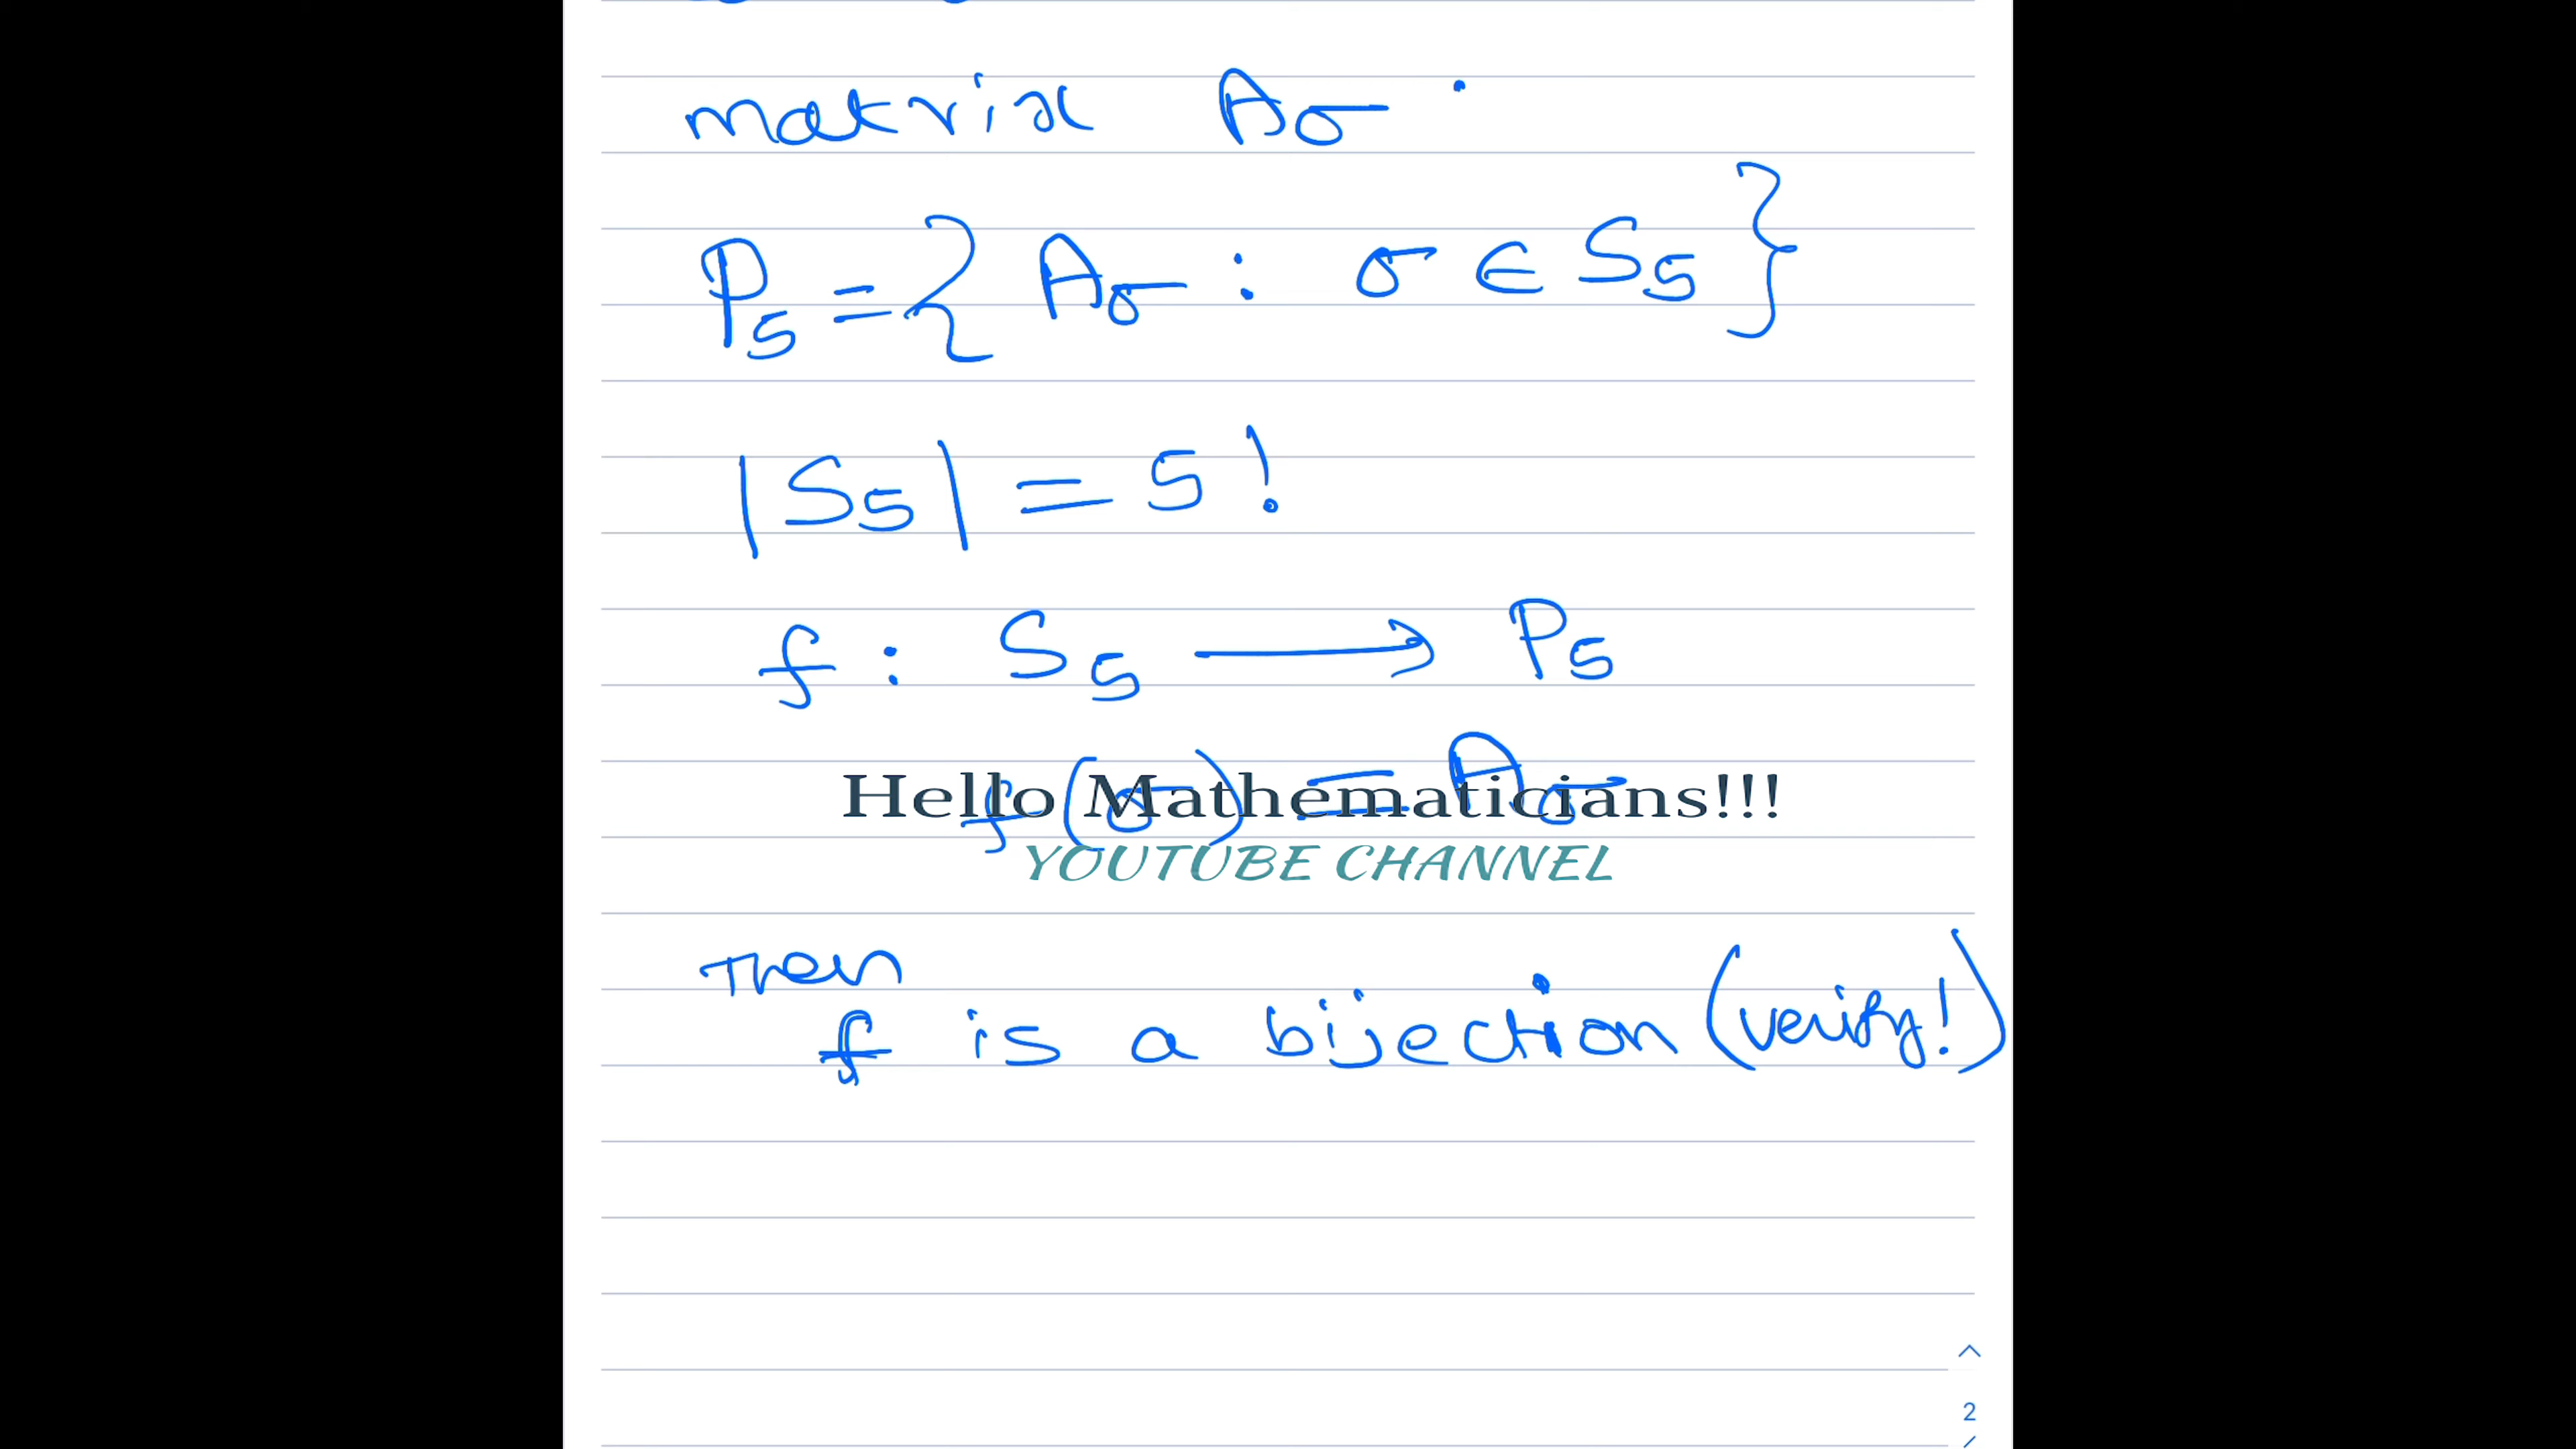 matrix Aσ.
P5 = { Aσ : σ ∈ S5 }
|S5| = 5!
f : S5 ⟶ P5
f(σ) = Aσ
Hello Mathematicians!!!
YOUTUBE CHANNEL
Then
f is a bijection (verify!)
2